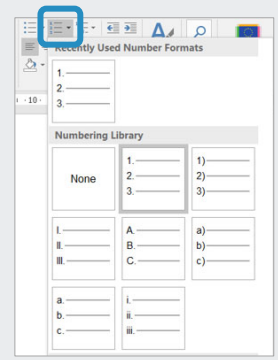 · 10 ·
Recently Used Number Formats
1.
2.
3.
Numbering Library
None
1.
2.
3.
1)
2)
3)
I.
II.
III.
A.
B.
C.
a)
b)
c)
a.
b.
c.
i.
ii.
iii.